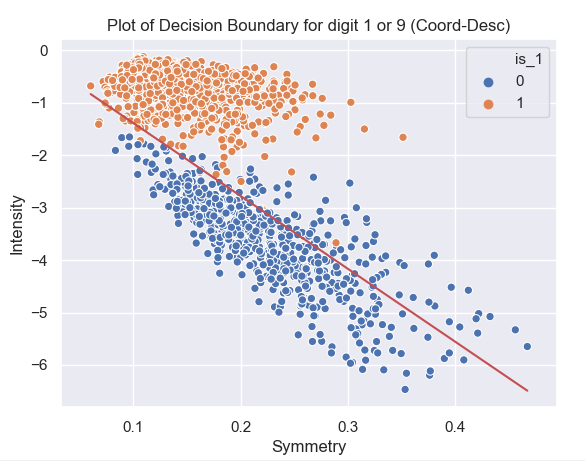 Plot of Decision Boundary for digit 1 or 9 (Coord-Desc)
is_1
0
1
0
−1
−2
−3
−4
−5
−6
Intensity
0.1 0.2 0.3 0.4
Symmetry